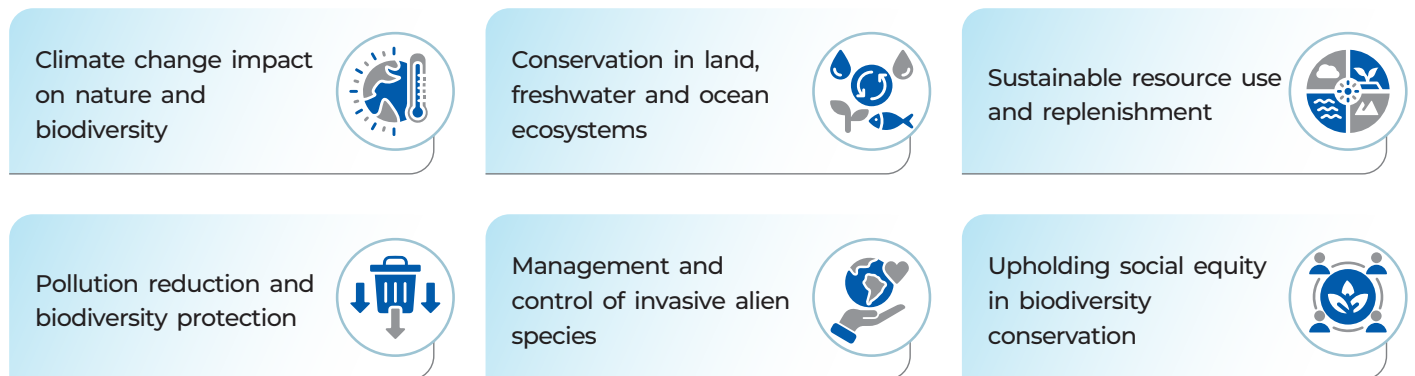 Climate change impact
on nature and
biodiversity
Conservation in land,
freshwater and ocean
ecosystems
Sustainable resource use
and replenishment
Pollution reduction and
biodiversity protection
Management and
control of invasive alien
species
Upholding social equity
in biodiversity
conservation